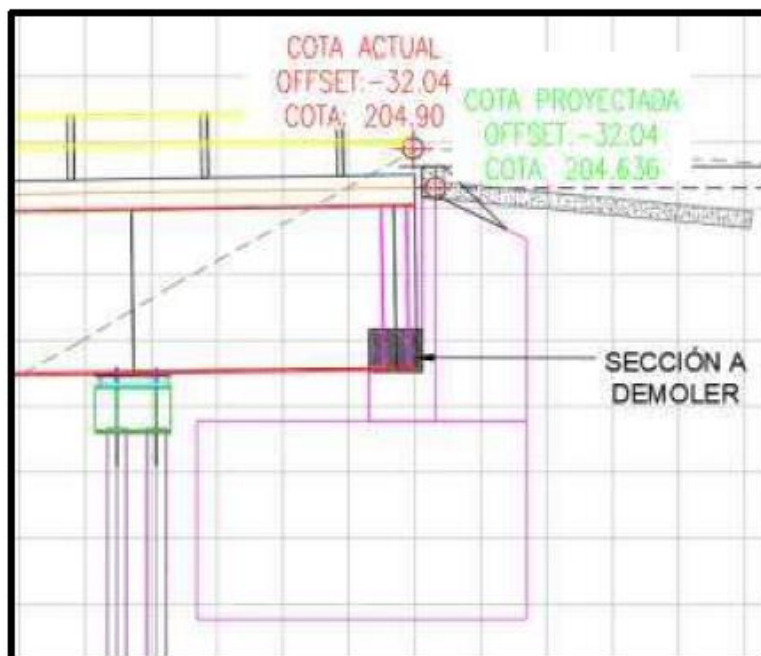 COTA ACTUAL
OFFSET:-32.04
COTA: 204.90
COTA PROYECTADA
OFFSET.-32.04
COTA 204.636
SECCIÓN A
DEMOLER